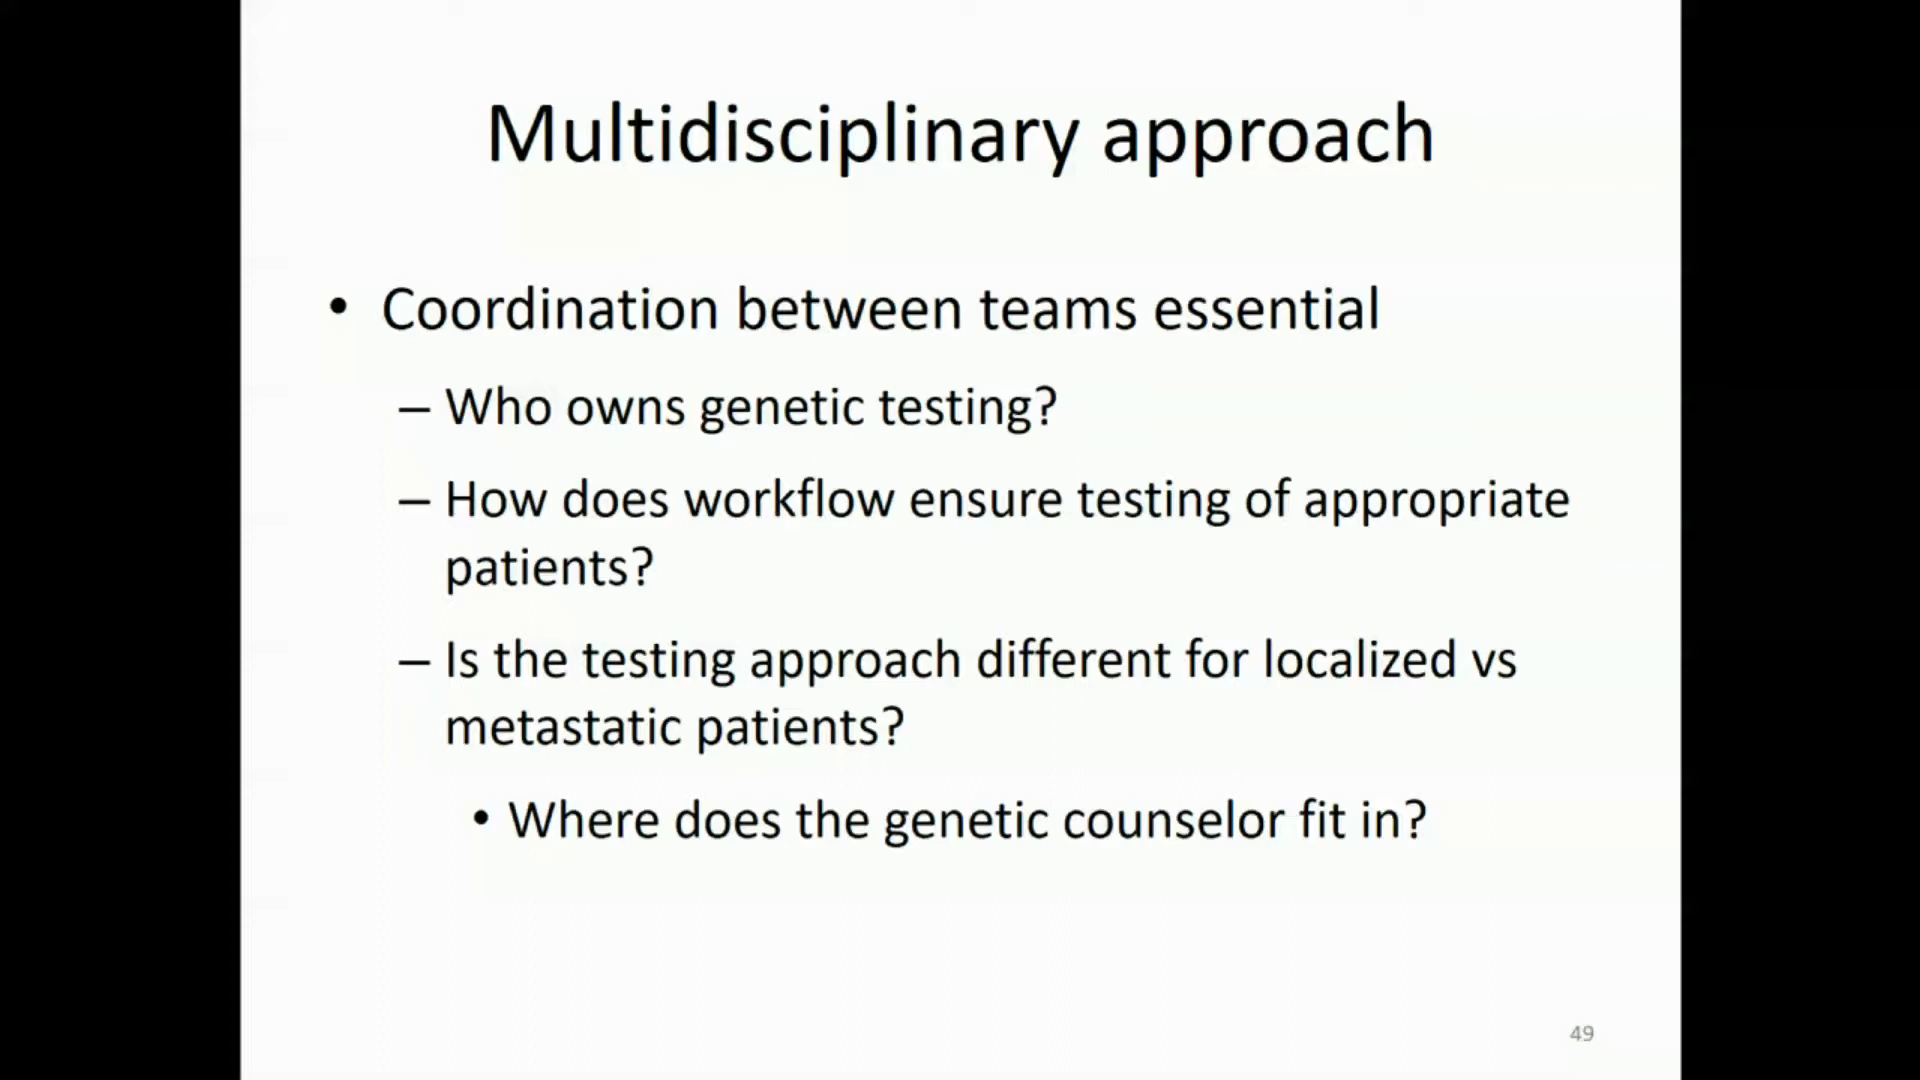 Multidisciplinary approach
• Coordination between teams essential
– Who owns genetic testing?
– How does workflow ensure testing of appropriate
patients?
– Is the testing approach different for localized vs
metastatic patients?
• Where does the genetic counselor fit in?
49